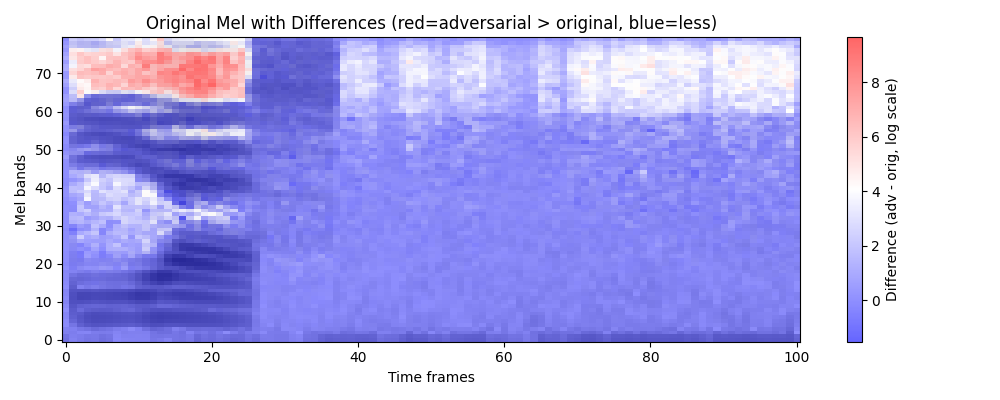 Original Mel with Differences (red=adversarial > original, blue=less)
Mel bands
70
60
50
40
30
20
10
0
0 20 40 60 80 100
Time frames
8
6
4
2
0
Difference (adv - orig, log scale)